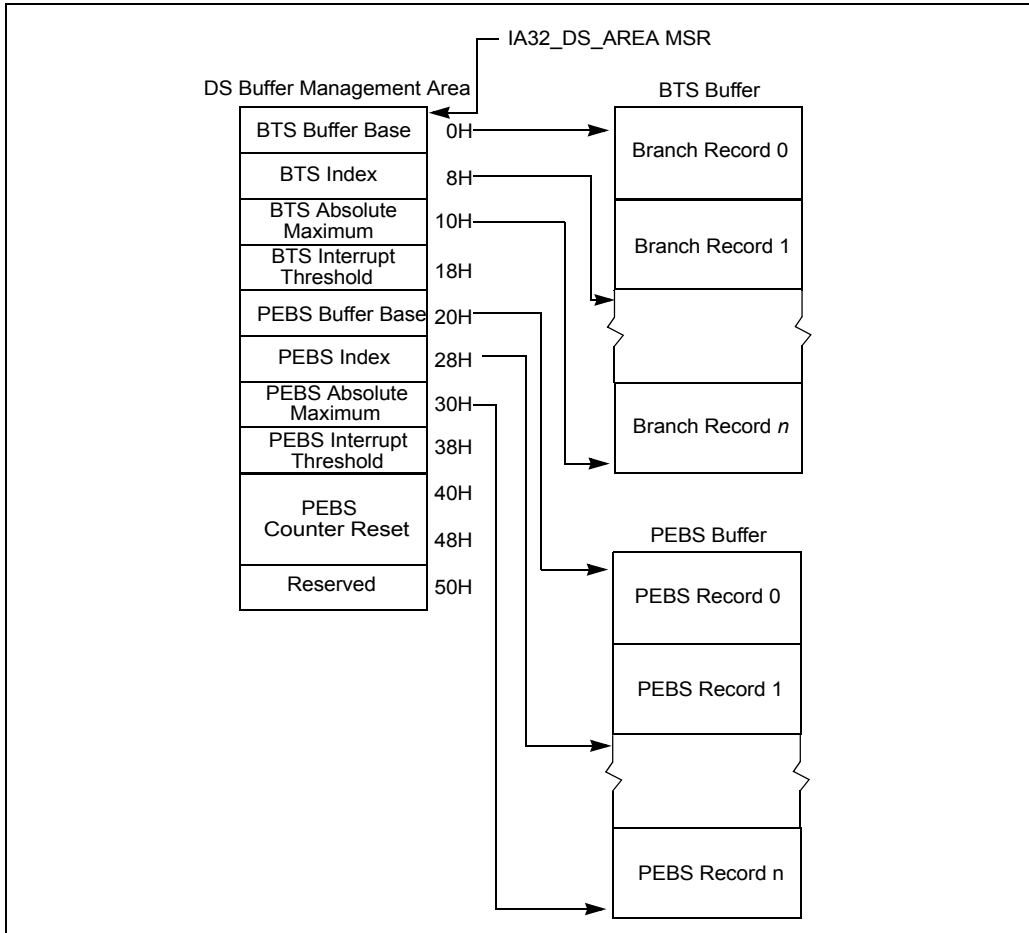 IA32_DS_AREA MSR
DS Buffer Management Area
BTS Buffer Base 0H
BTS Index 8H
BTS Absolute
Maximum 10H
BTS Interrupt
Threshold 18H
PEBS Buffer Base 20H
PEBS Index 28H
PEBS Absolute
Maximum 30H
PEBS Interrupt
Threshold 38H
40H
PEBS
Counter Reset
48H
Reserved 50H
BTS Buffer
Branch Record 0
Branch Record 1
Branch Record n
PEBS Buffer
PEBS Record 0
PEBS Record 1
PEBS Record n